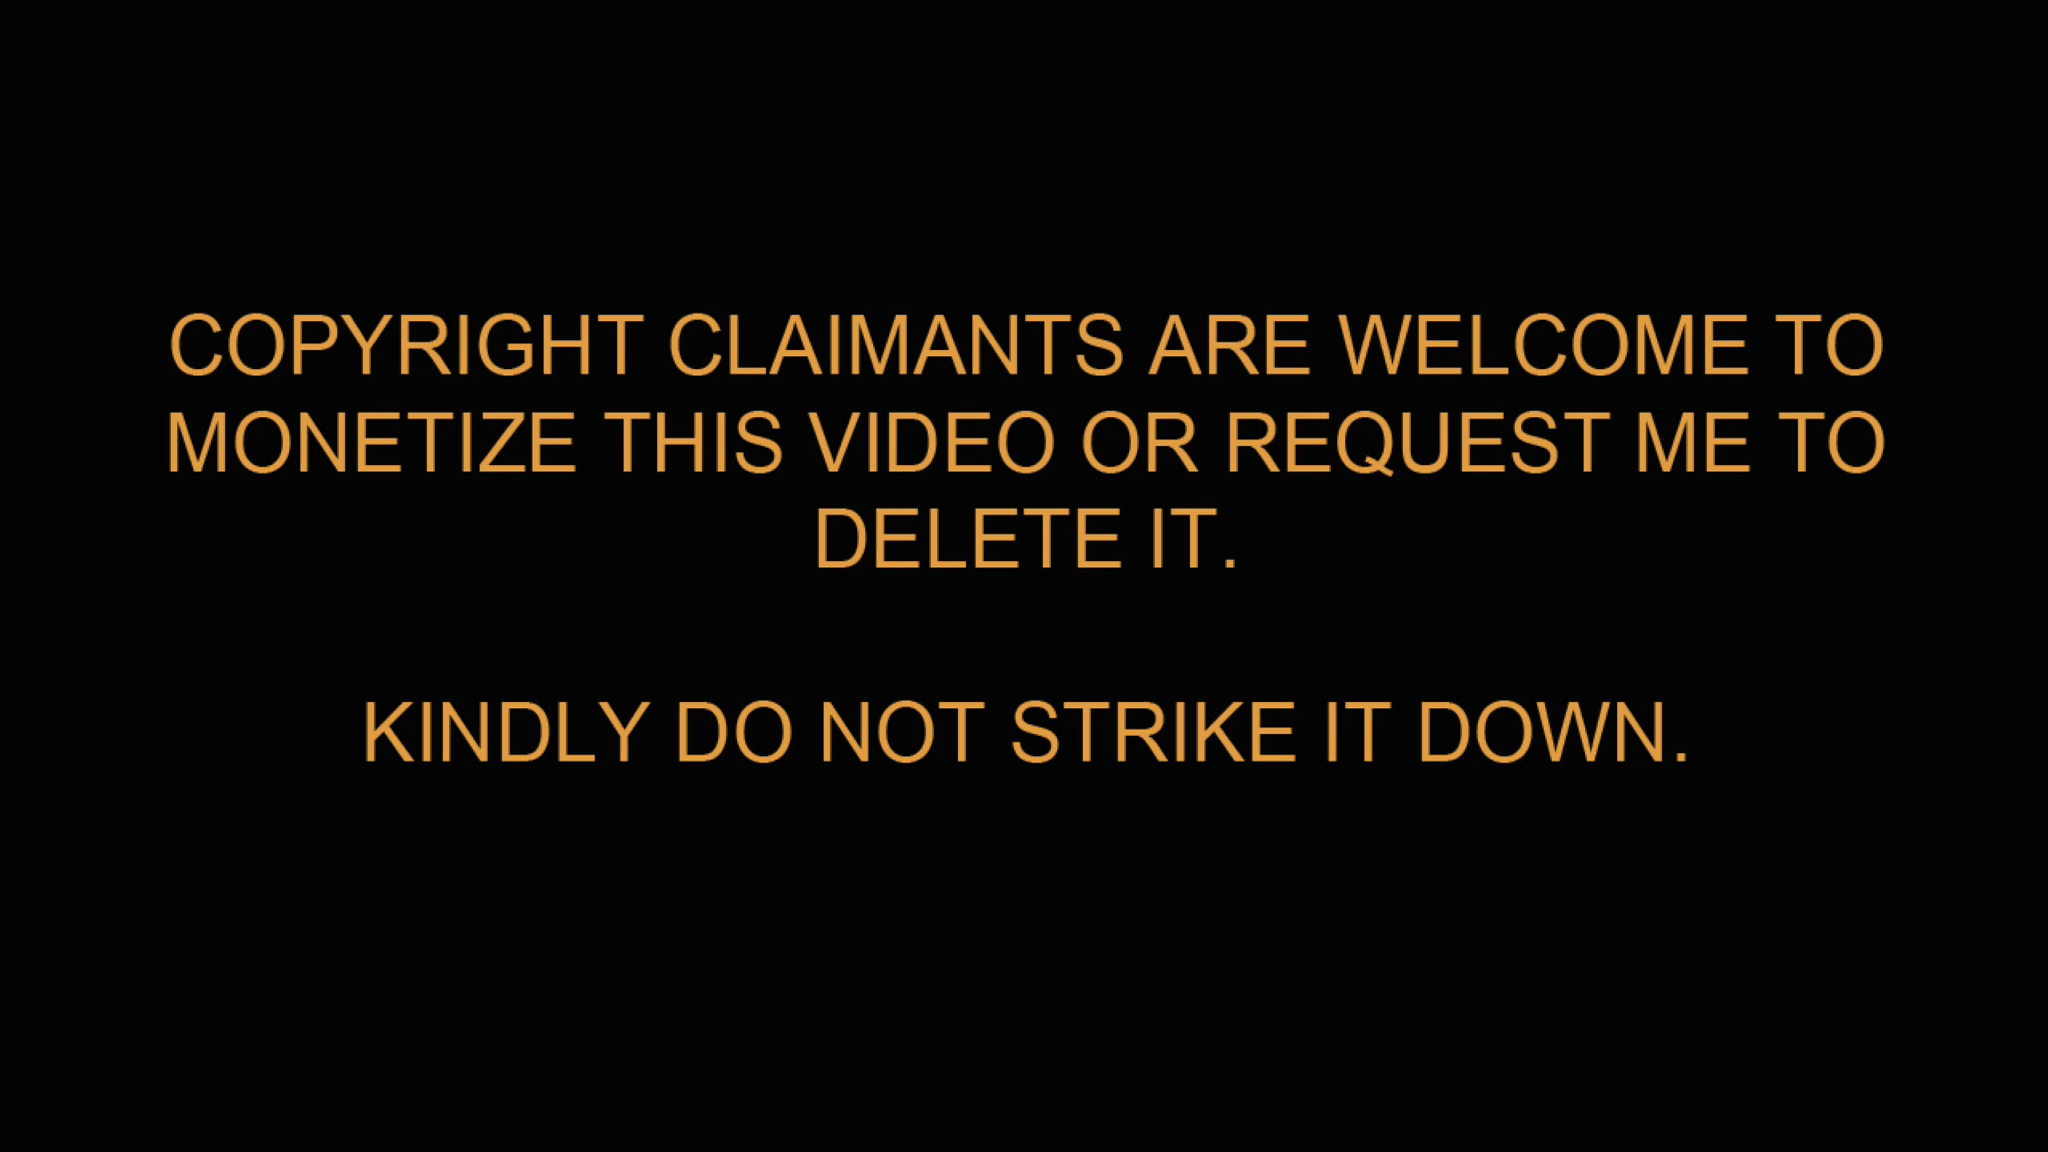 COPYRIGHT CLAIMANTS ARE WELCOME TO
MONETIZE THIS VIDEO OR REQUEST ME TO
DELETE IT.
KINDLY DO NOT STRIKE IT DOWN.